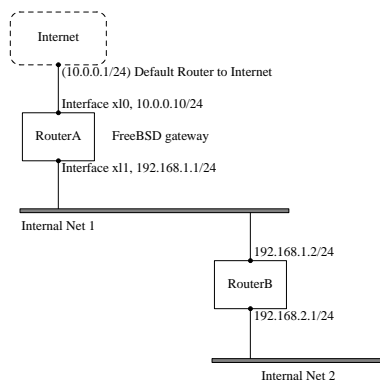 Internet
(10.0.0.1/24) Default Router to Internet
Interface xl0, 10.0.0.10/24
RouterA
FreeBSD gateway
Interface xl1, 192.168.1.1/24
Internal Net 1
192.168.1.2/24
RouterB
192.168.2.1/24
Internal Net 2